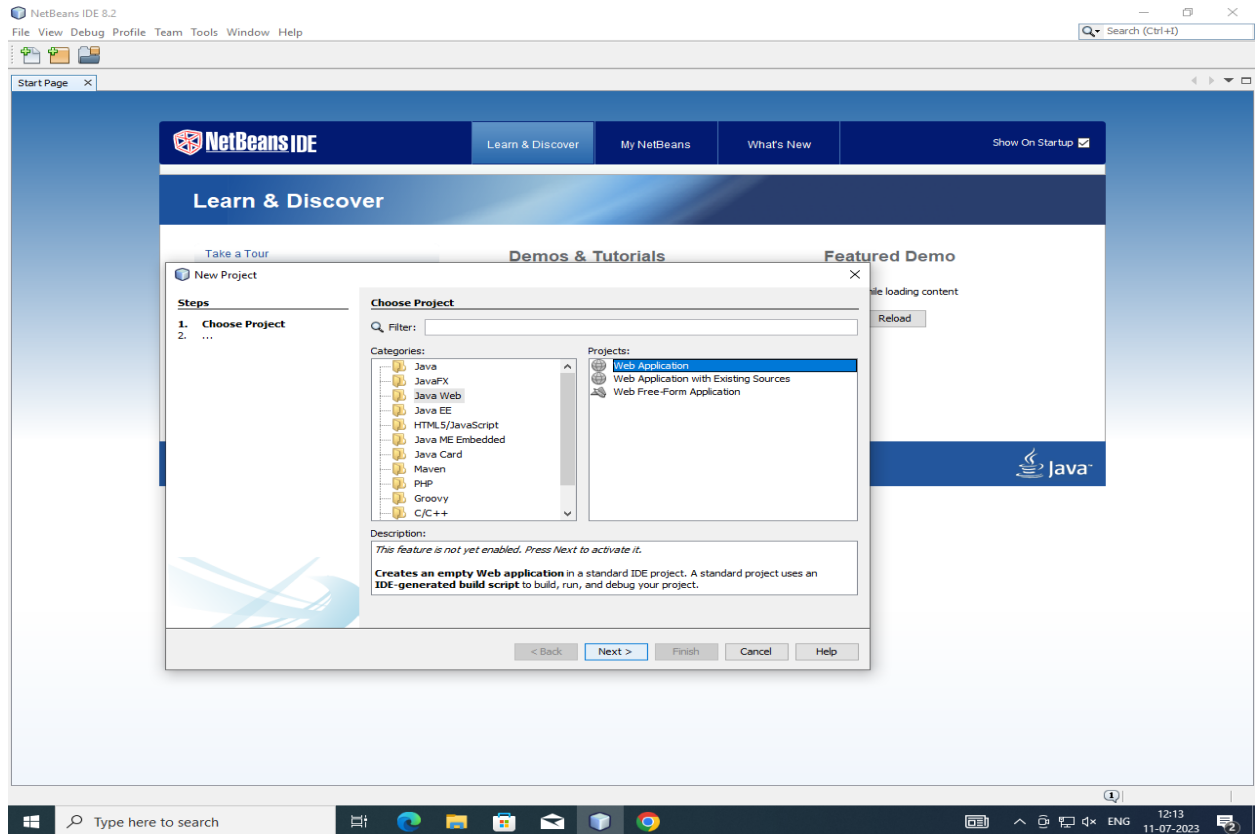 NetBeans IDE 8.2
File View Debug Profile Team Tools Window Help
Search (Ctrl+I)
Start Page
NetBeans IDE
Learn & Discover
My NetBeans
What's New
Show On Startup
Learn & Discover
Take a Tour
Demos & Tutorials
Featured Demo
while loading content
Reload
New Project
Steps
1. Choose Project
2. ...
Choose Project
Filter:
Categories:
Java
JavaFX
Java Web
Java EE
HTML5/JavaScript
Java ME Embedded
Java Card
Maven
PHP
Groovy
C/C++
Projects:
Web Application
Web Application with Existing Sources
Web Free-Form Application
Description:
This feature is not yet enabled. Press Next to activate it.
Creates an empty Web application in a standard IDE project. A standard project uses an
IDE-generated build script to build, run, and debug your project.
< Back
Next >
Finish
Cancel
Help
Java
1
Type here to search
ENG
12:13
11-07-2023
2